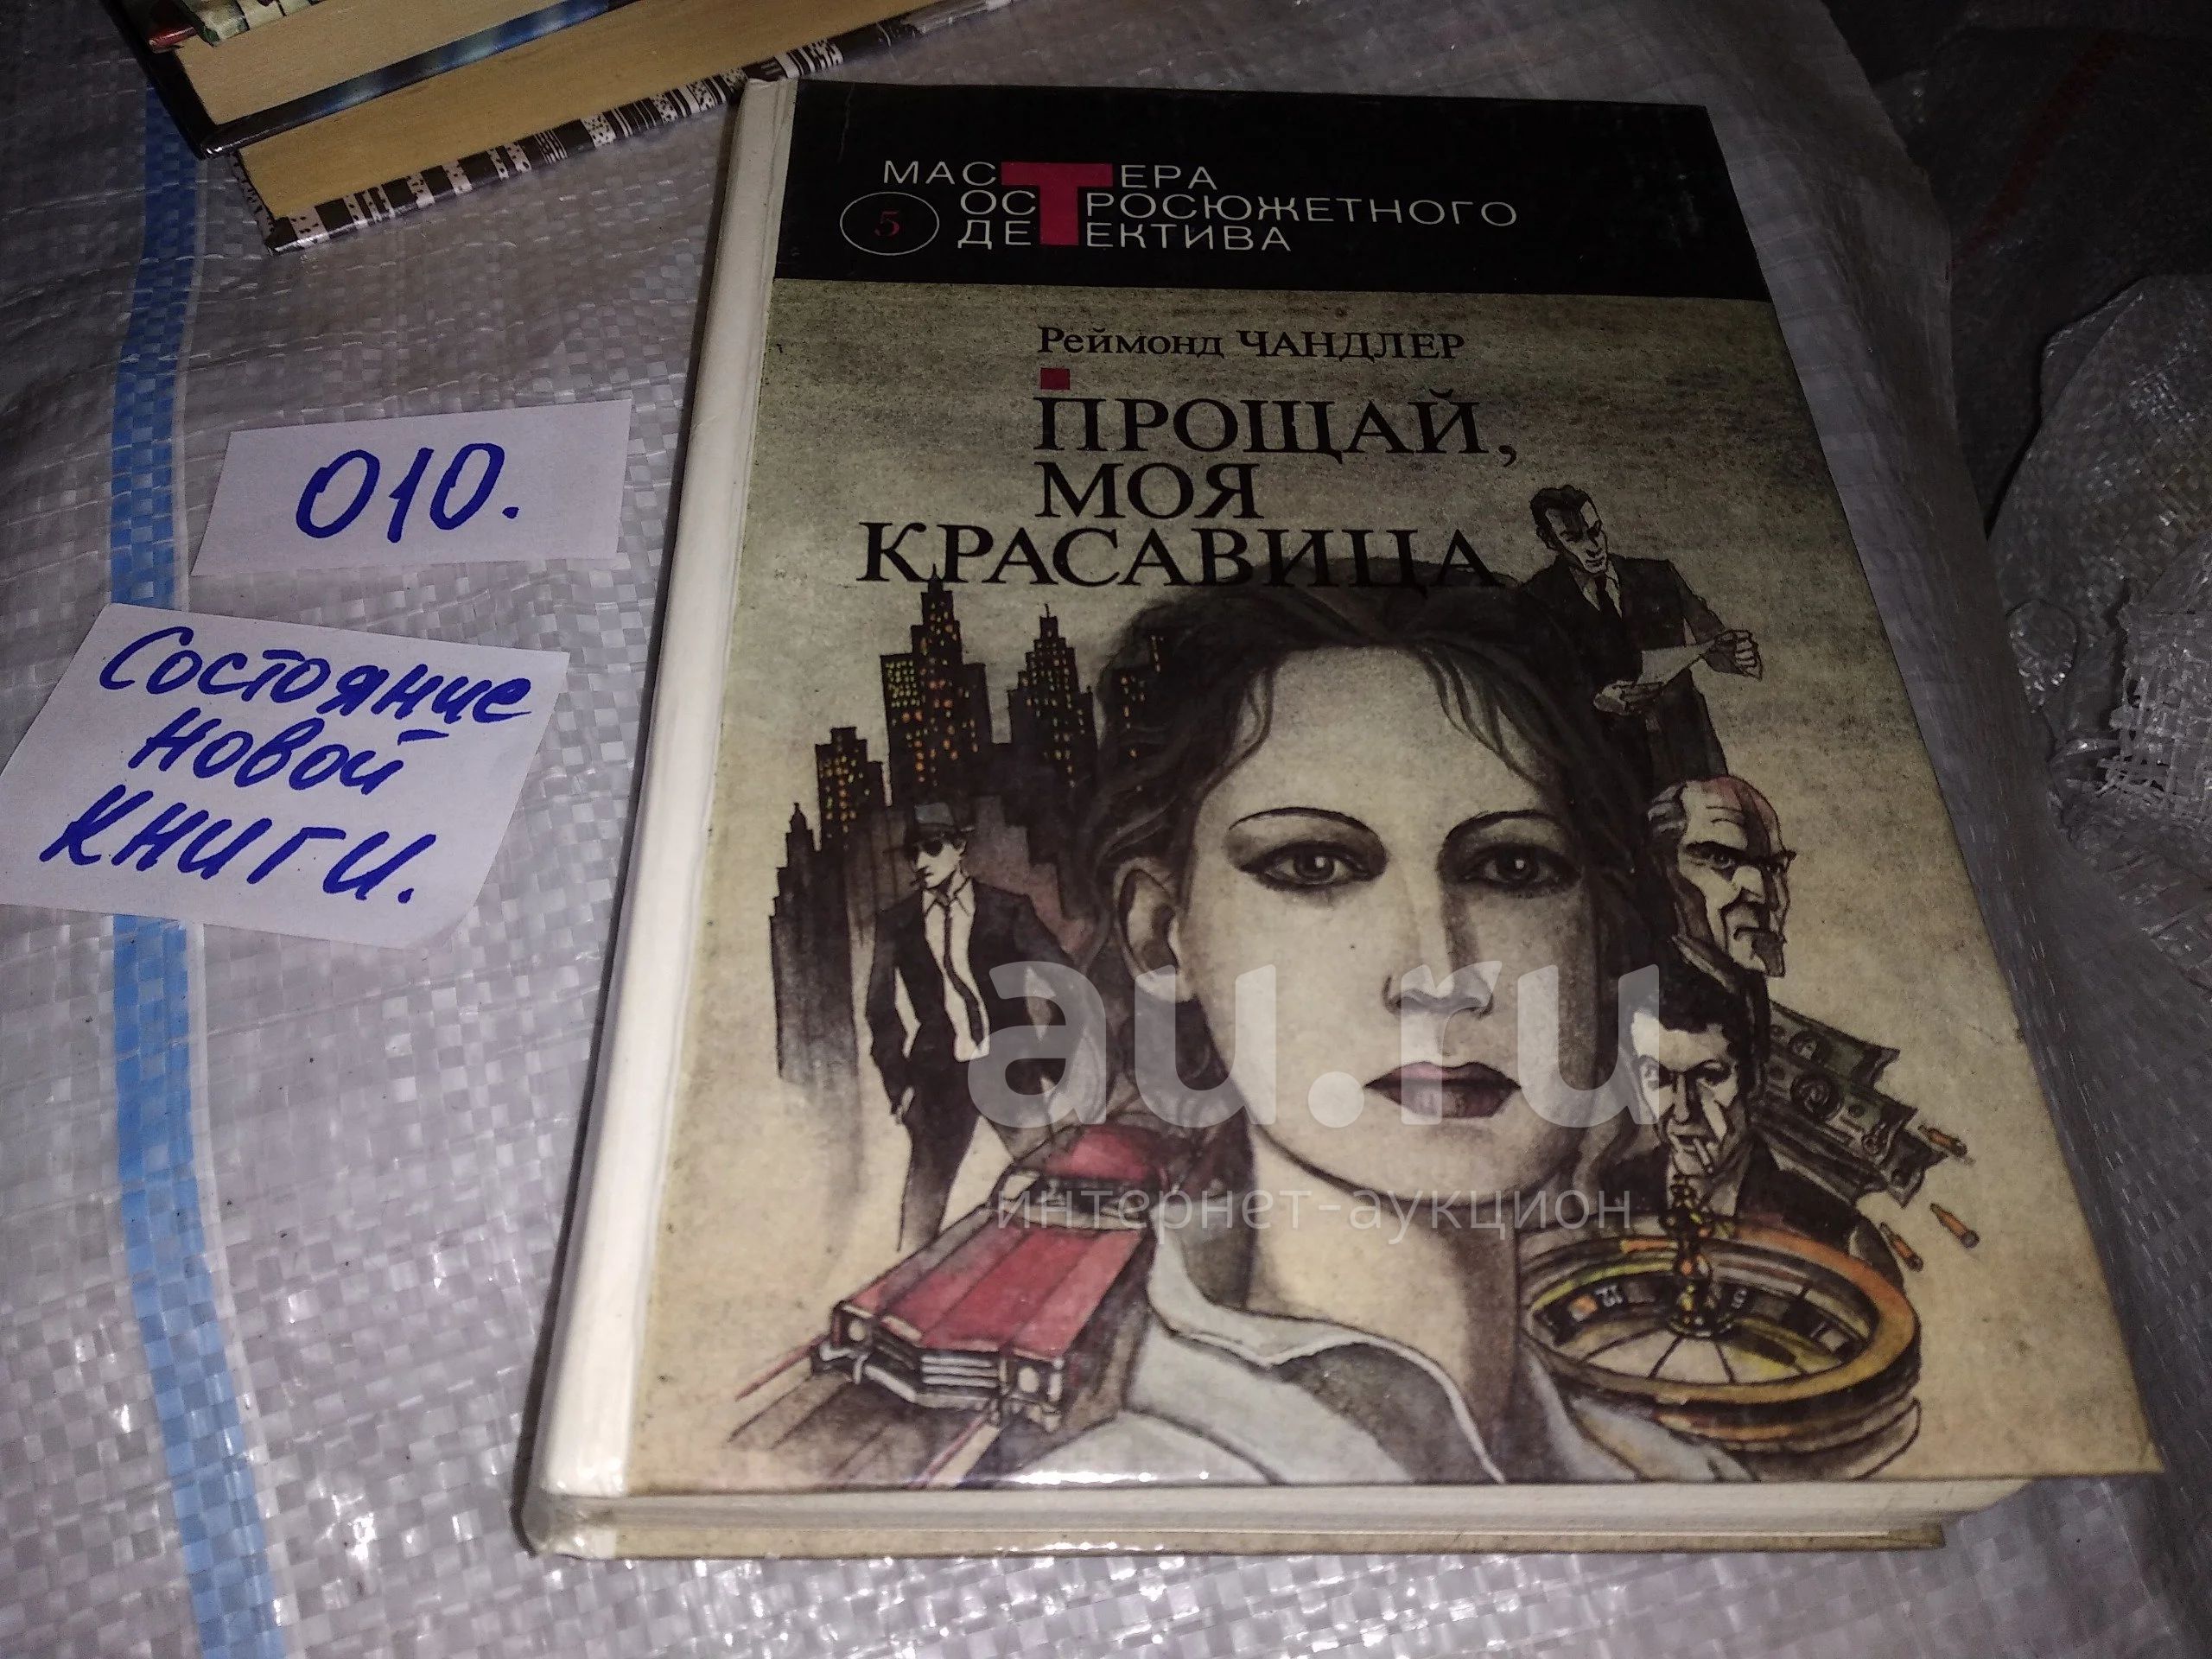 МАСТЕРА
5 ОСТРОСЮЖЕТНОГО
ДЕТЕКТИВА
Реймонд ЧАНДЛЕР
ПРОЩАЙ,
МОЯ
КРАСАВИЦА
010.
Состояние
новой
книги.
au.ru
интернет-аукцион